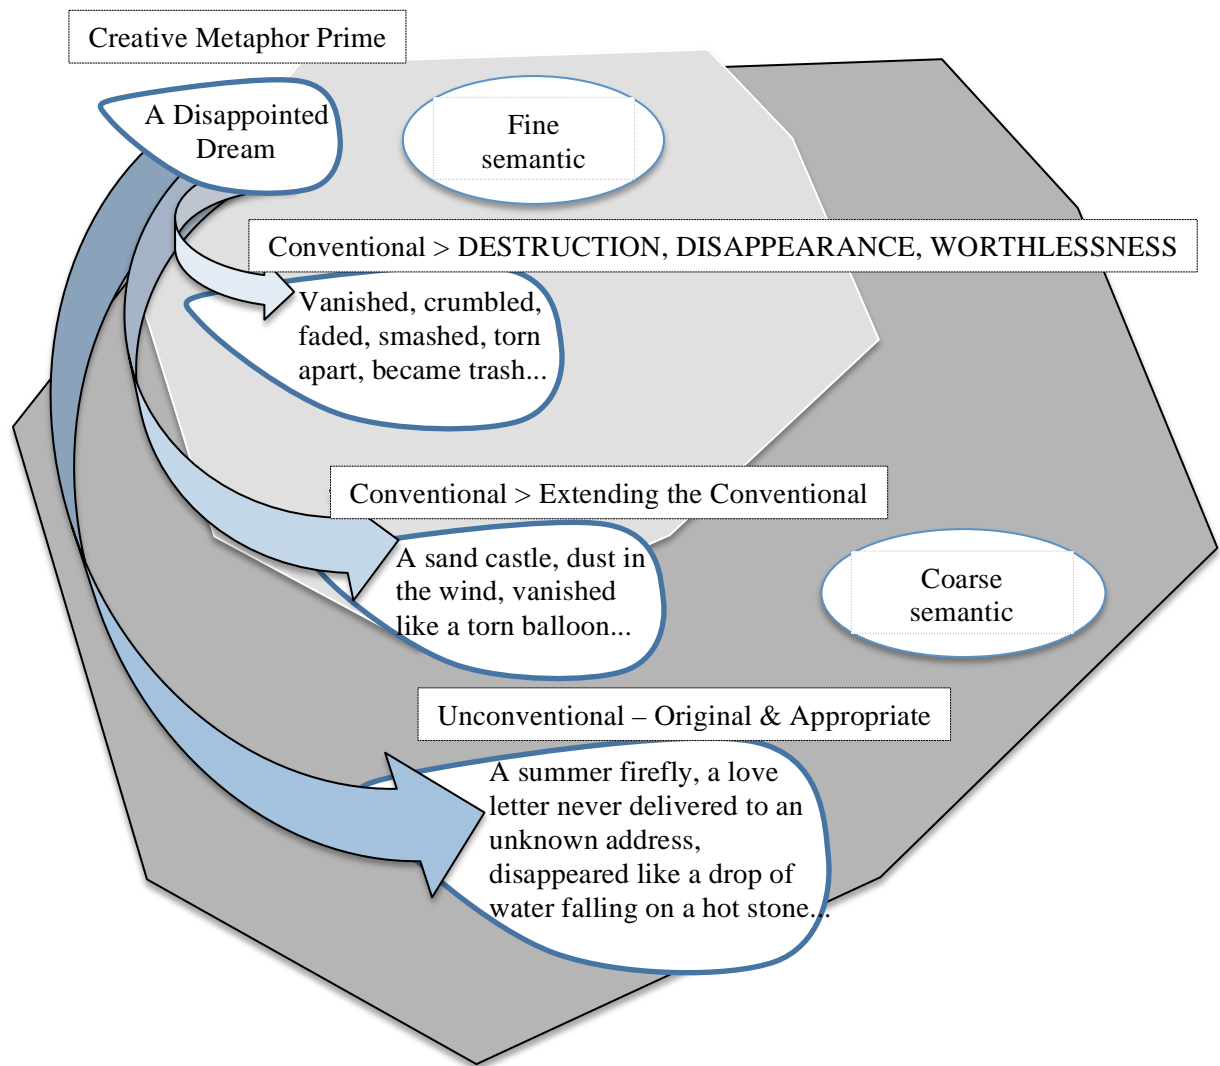 Creative Metaphor Prime
A Disappointed
Dream
Fine
semantic
Conventional > DESTRUCTION, DISAPPEARANCE, WORTHLESSNESS
Vanished, crumbled,
faded, smashed, torn
apart, became trash...
Conventional > Extending the Conventional
A sand castle, dust in
the wind, vanished
like a torn balloon...
Coarse
semantic
Unconventional – Original & Appropriate
A summer firefly, a love
letter never delivered to an
unknown address,
disappeared like a drop of
water falling on a hot stone...